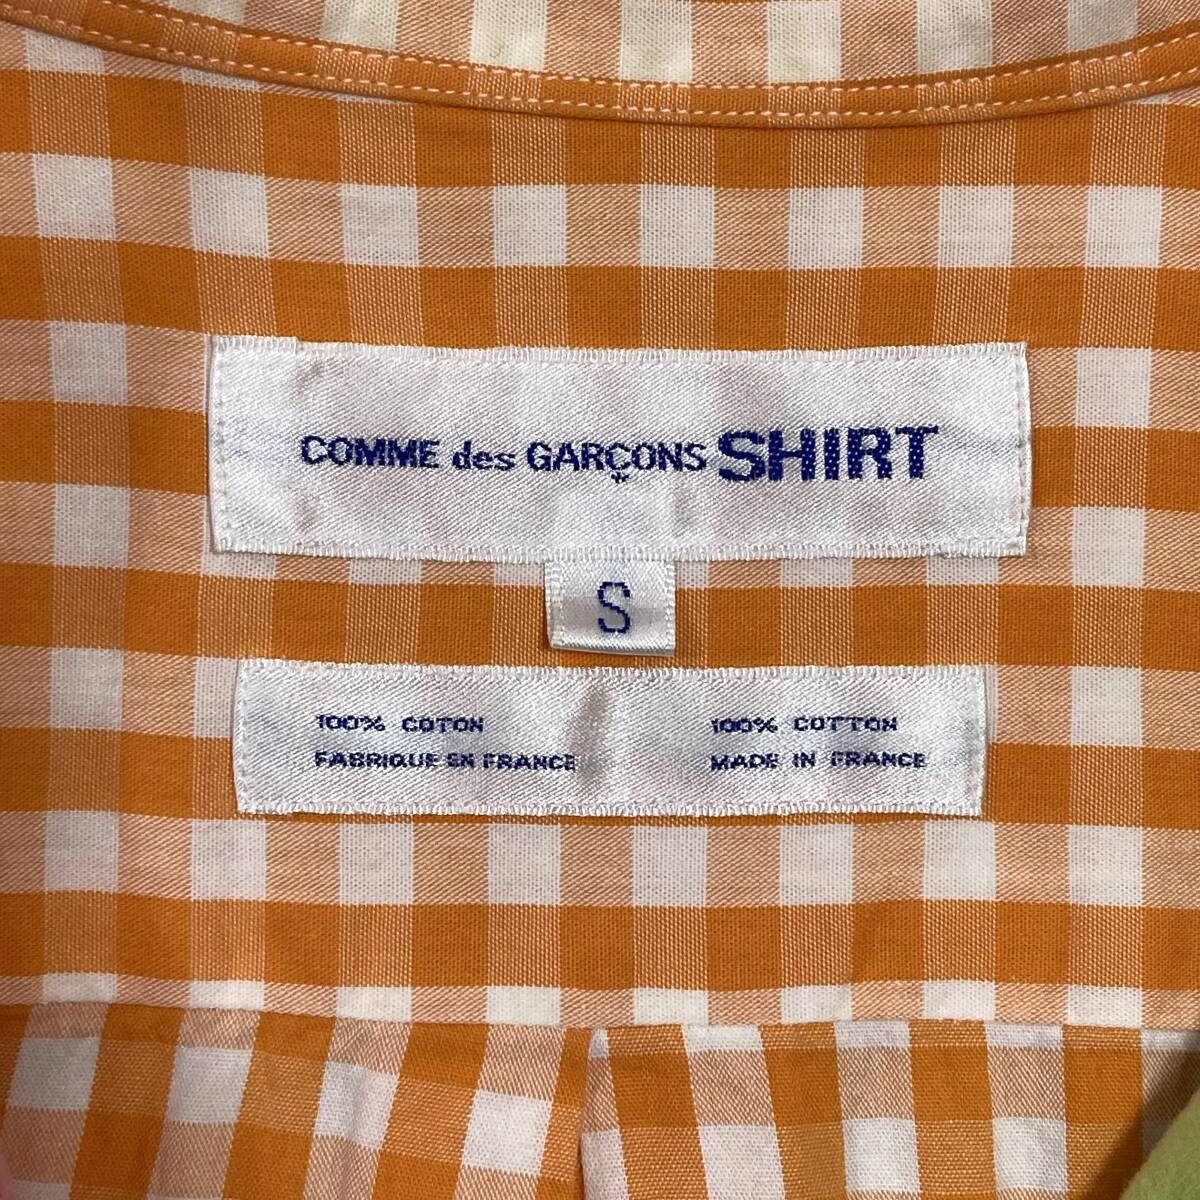 COMME des GARÇONS SHIRT
S
100% COTON
FABRIQUE EN FRANCE
100% COTTON
MADE IN FRANCE